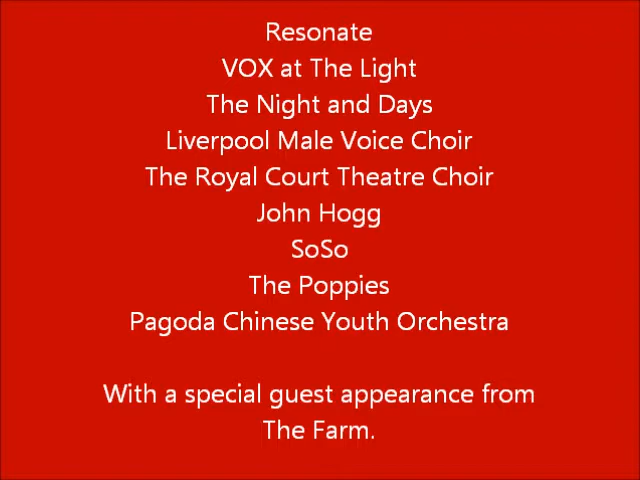 Resonate
VOX at The Light
The Night and Days
Liverpool Male Voice Choir
The Royal Court Theatre Choir
John Hogg
SoSo
The Poppies
Pagoda Chinese Youth Orchestra
With a special guest appearance from
The Farm.